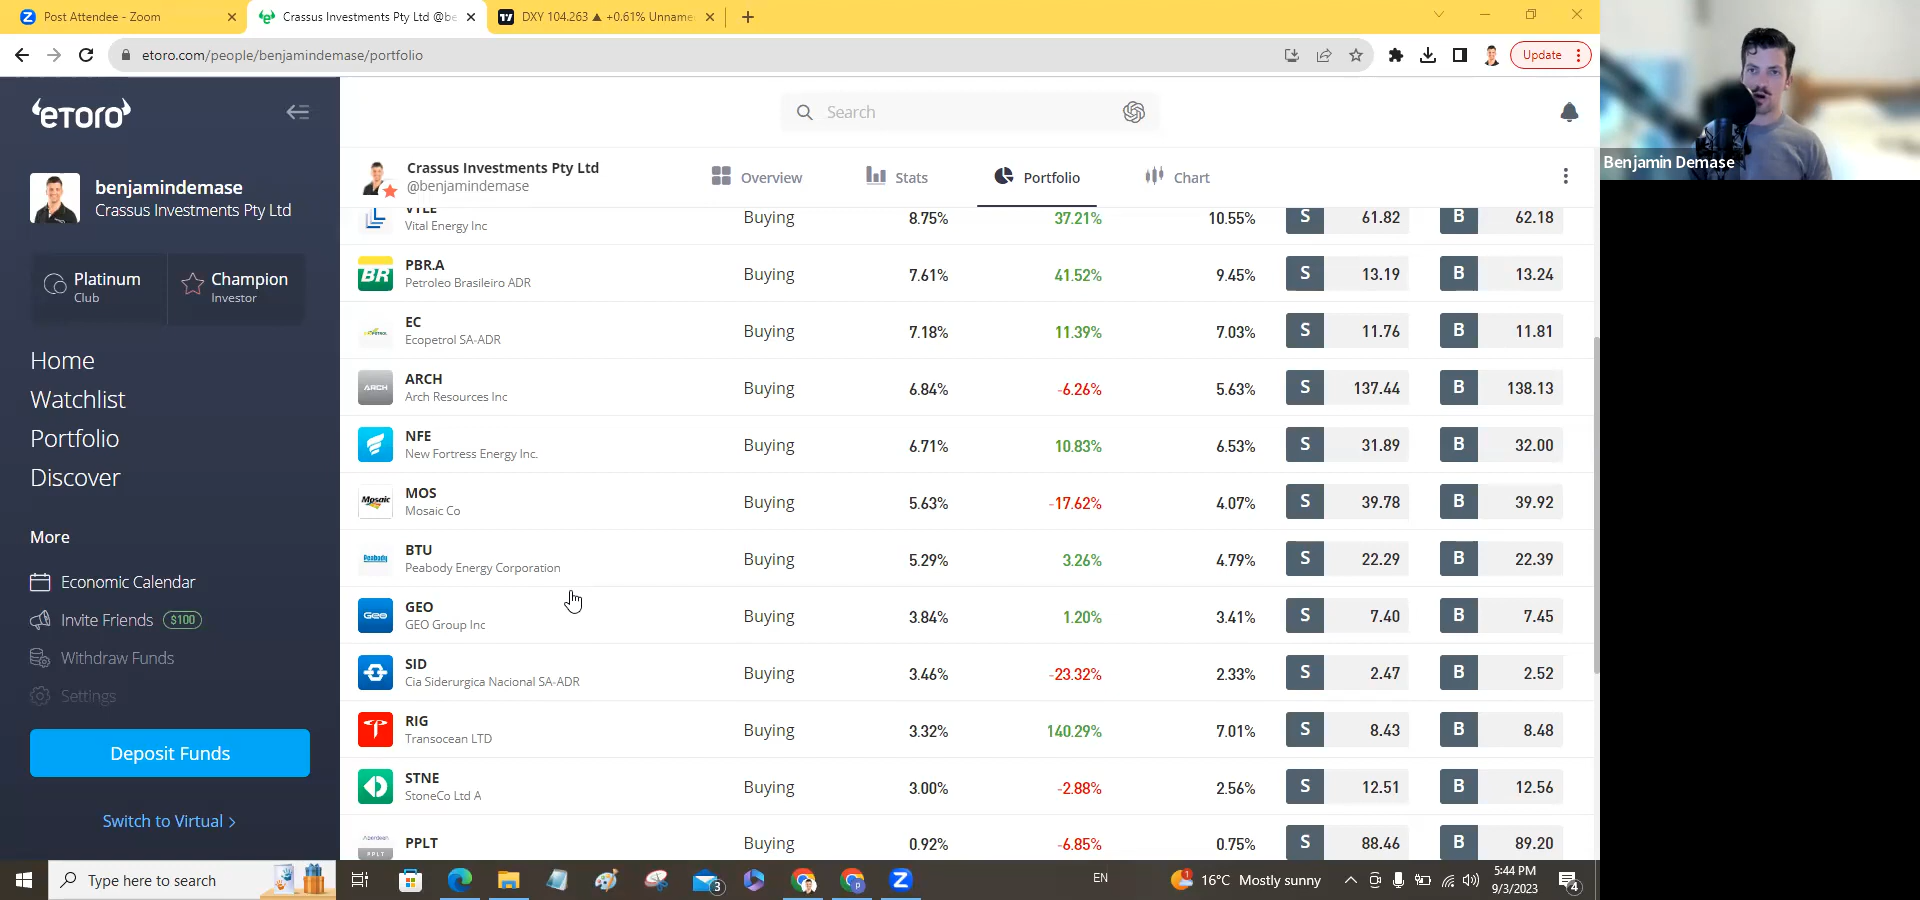 Post Attendee - Zoom
Crassus Investments Pty Ltd @be
DXY 104.263 ▲ +0.61% Unname
etoro.com/people/benjamindemase/portfolio
Update
Benjamin Demase
eToro
Search
benjamindemase
Crassus Investments Pty Ltd
Platinum
Club
Champion
Investor
Home
Watchlist
Portfolio
Discover
More
Economic Calendar
Invite Friends $100
Withdraw Funds
Settings
Deposit Funds
Switch to Virtual >
Crassus Investments Pty Ltd
@benjamindemase
Overview
Stats
Portfolio
Chart
VTLE
Vital Energy Inc
Buying 8.75% 37.21% 10.55% S 61.82 B 62.18
BR
PBR.A
Petroleo Brasileiro ADR
Buying 7.61% 41.52% 9.45% S 13.19 B 13.24
EC
Ecopetrol SA-ADR
Buying 7.18% 11.39% 7.03% S 11.76 B 11.81
ARCH
ARCH
Arch Resources Inc
Buying 6.84% -6.26% 5.63% S 137.44 B 138.13
NFE
New Fortress Energy Inc.
Buying 6.71% 10.83% 6.53% S 31.89 B 32.00
Mosaic
MOS
Mosaic Co
Buying 5.63% -17.62% 4.07% S 39.78 B 39.92
Peabody
BTU
Peabody Energy Corporation
Buying 5.29% 3.26% 4.79% S 22.29 B 22.39
Geo
GEO
GEO Group Inc
Buying 3.84% 1.20% 3.41% S 7.40 B 7.45
SID
Cia Siderurgica Nacional SA-ADR
Buying 3.46% -23.32% 2.33% S 2.47 B 2.52
RIG
Transocean LTD
Buying 3.32% 140.29% 7.01% S 8.43 B 8.48
STNE
StoneCo Ltd A
Buying 3.00% -2.88% 2.56% S 12.51 B 12.56
Aberdeen
PPLT
PPLT
Buying 0.92% -6.85% 0.75% S 88.46 B 89.20
Type here to search
3
EN
16°C Mostly sunny
5:44 PM
9/3/2023
4